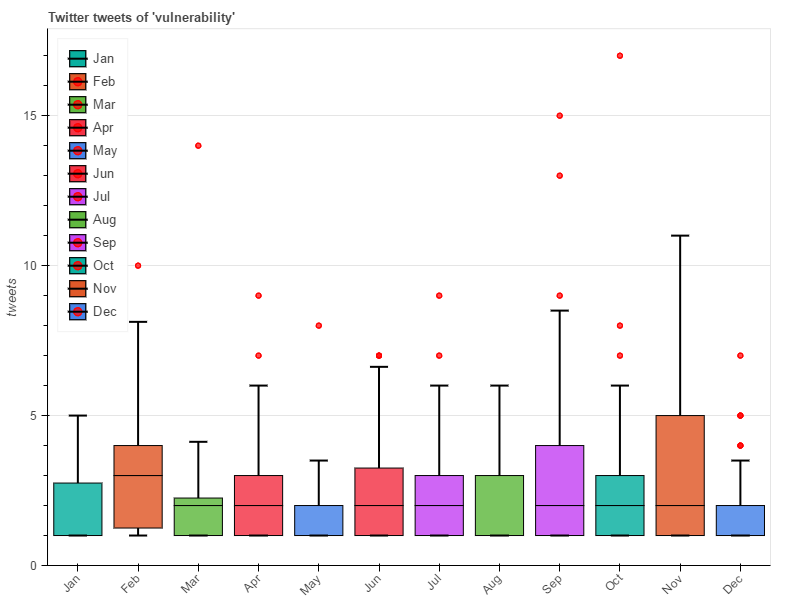 Twitter tweets of 'vulnerability'
Jan
Feb
Mar
Apr
May
Jun
Jul
Aug
Sep
Oct
Nov
Dec
15
10
5
0
tweets
Jan
Feb
Mar
Apr
May
Jun
Jul
Aug
Sep
Oct
Nov
Dec